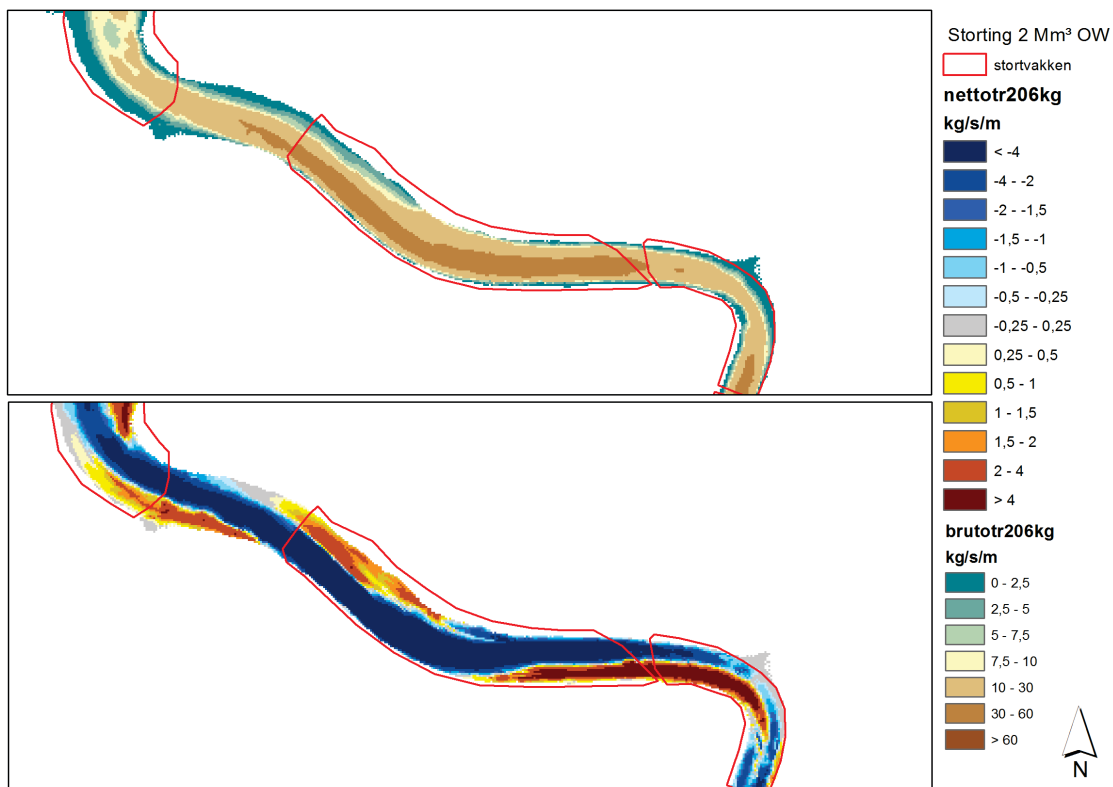 Storting 2 Mm³ OW
stortvakken
nettotr206kg
kg/s/m
< -4
-4 - -2
-2 - -1,5
-1,5 - -1
-1 - -0,5
-0,5 - -0,25
-0,25 - 0,25
0,25 - 0,5
0,5 - 1
1 - 1,5
1,5 - 2
2 - 4
> 4
brutotr206kg
kg/s/m
0 - 2,5
2,5 - 5
5 - 7,5
7,5 - 10
10 - 30
30 - 60
> 60
N